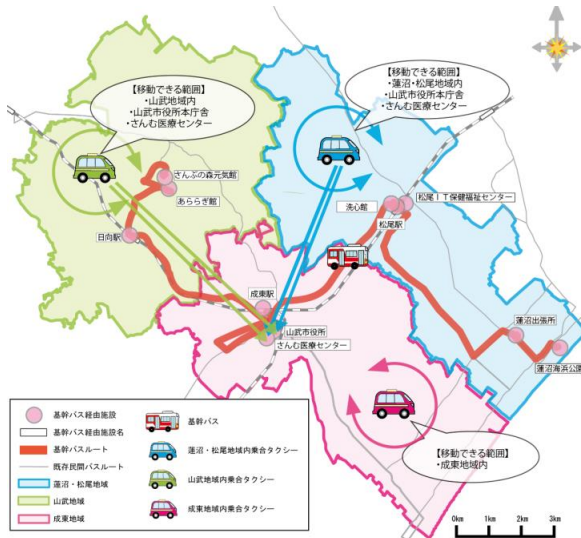 【移動できる範囲】
・山武地域内
・山武市役所本庁舎
・さんむ医療センター
【移動できる範囲】
・蓮沼・松尾地域内
・山武市役所本庁舎
・さんむ医療センター
さんぶの森元気館
あららぎ館
日向駅
洗心館
松尾IT保健福祉センター
松尾駅
成東駅
山武市役所
さんむ医療センター
蓮沼出張所
蓮沼海浜公園
【移動できる範囲】
・成東地域内
基幹バス経由施設
基幹バス経由施設名
基幹バスルート
既存民間バスルート
蓮沼・松尾地域
山武地域
成東地域
基幹バス
蓮沼・松尾地域内乗合タクシー
山武地域内乗合タクシー
成東地域内乗合タクシー
0km 1km 2km 3km